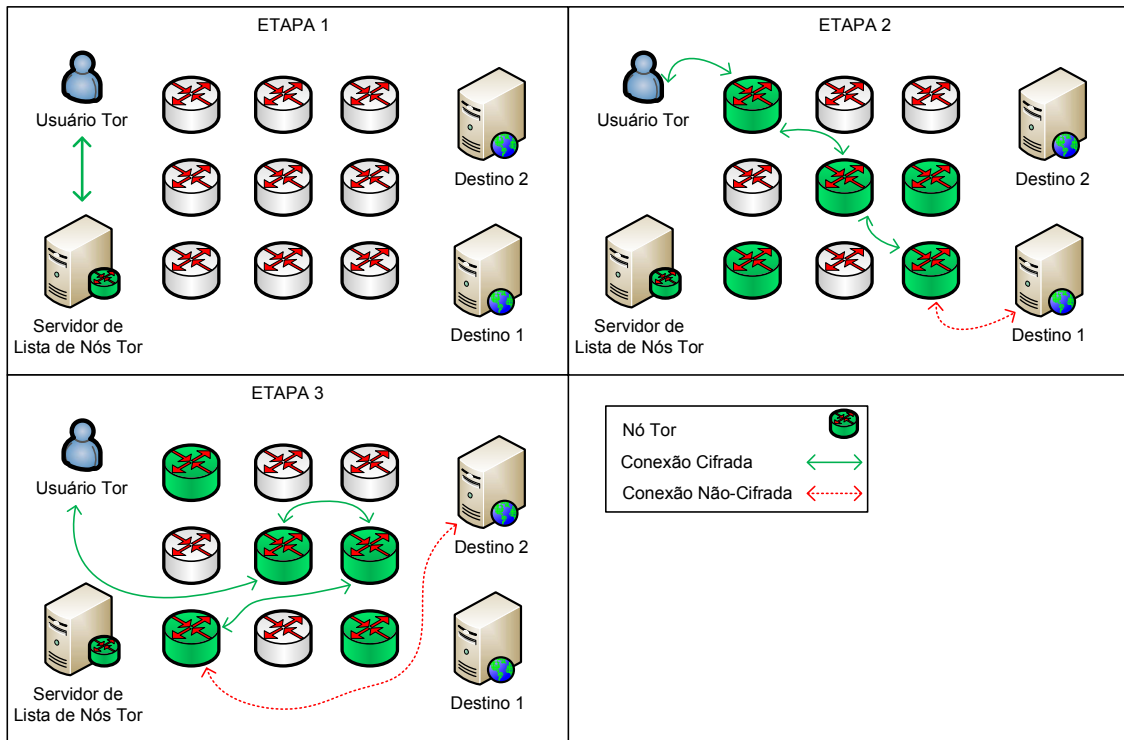 ETAPA 1
Usuário Tor
Destino 2
Servidor de
Lista de Nós Tor
Destino 1
ETAPA 2
Usuário Tor
Destino 2
Servidor de
Lista de Nós Tor
Destino 1
ETAPA 3
Usuário Tor
Destino 2
Servidor de
Lista de Nós Tor
Destino 1
Nó Tor
Conexão Cifrada
Conexão Não-Cifrada